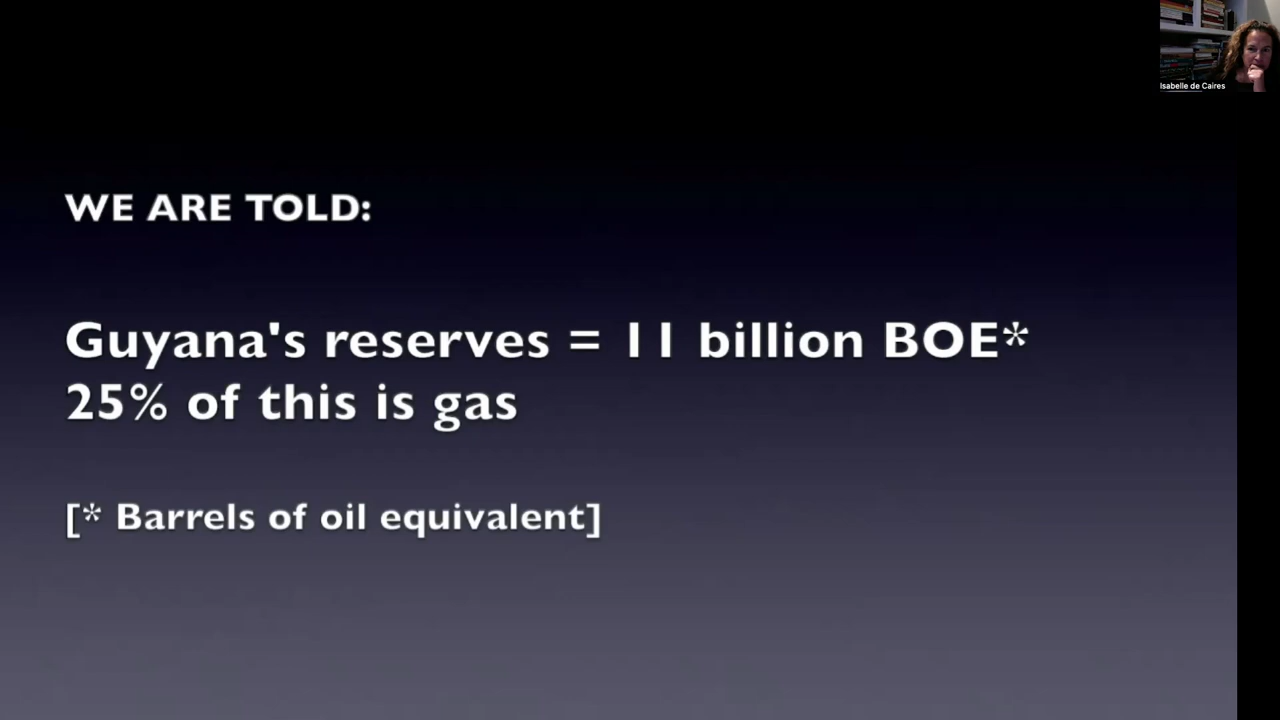 Isabelle de Caires
WE ARE TOLD:
Guyana's reserves = 11 billion BOE*
25% of this is gas
[* Barrels of oil equivalent]